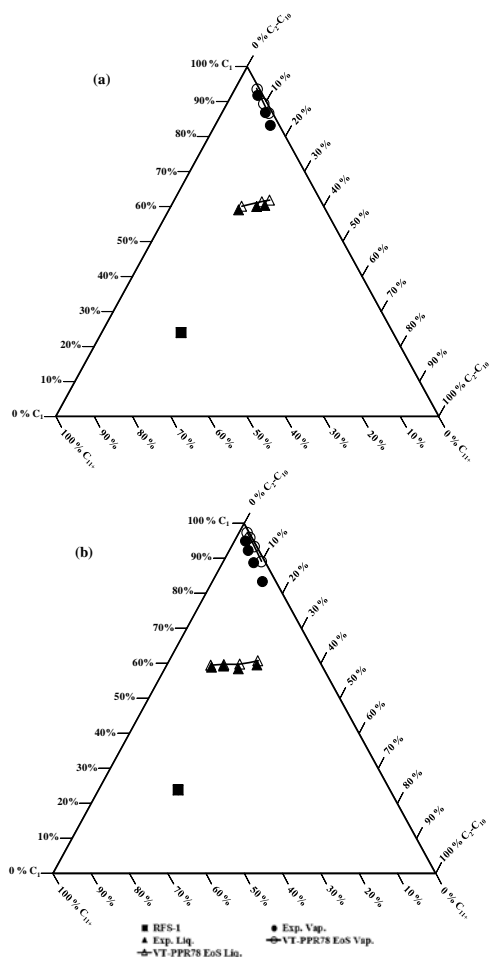 (a)
0 % C2-C10
100% C1
10%
90%
20%
80%
30%
70%
40%
60%
50%
50%
60%
40%
70%
30%
80%
20%
90%
10%
100% C2-C10
0% C1
100% C11+
90%
80%
70%
60%
50%
40%
30%
20%
10%
0% C11+
(b)
0 % C2-C10
100% C1
10%
90%
20%
80%
30%
70%
40%
60%
50%
50%
60%
40%
70%
30%
80%
20%
90%
10%
100% C2-C10
0% C1
100% C11+
90%
80%
70%
60%
50%
40%
30%
20%
10%
0% C11+
RFS-1
Exp. Vap.
Exp. Liq.
VT-PPR78 EoS Vap.
VT-PPR78 EoS Liq.